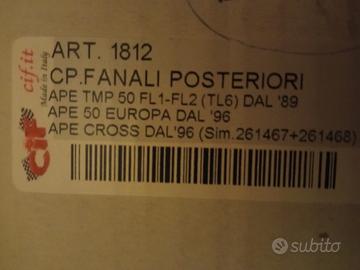 cif.it
Made in Italy
CIF
ART. 1812
CP.FANALI POSTERIORI
APE TMP 50 FL1-FL2 (TL6) DAL '89
APE 50 EUROPA DAL '96
APE CROSS DAL'96 (Sim.261467+261468)
subito